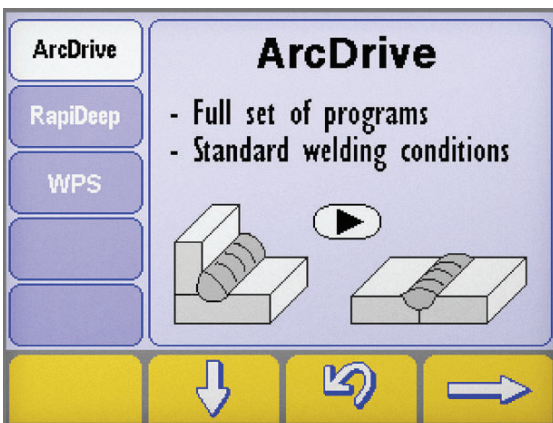 ArcDrive
RapiDeep
WPS
ArcDrive
- Full set of programs
- Standard welding conditions